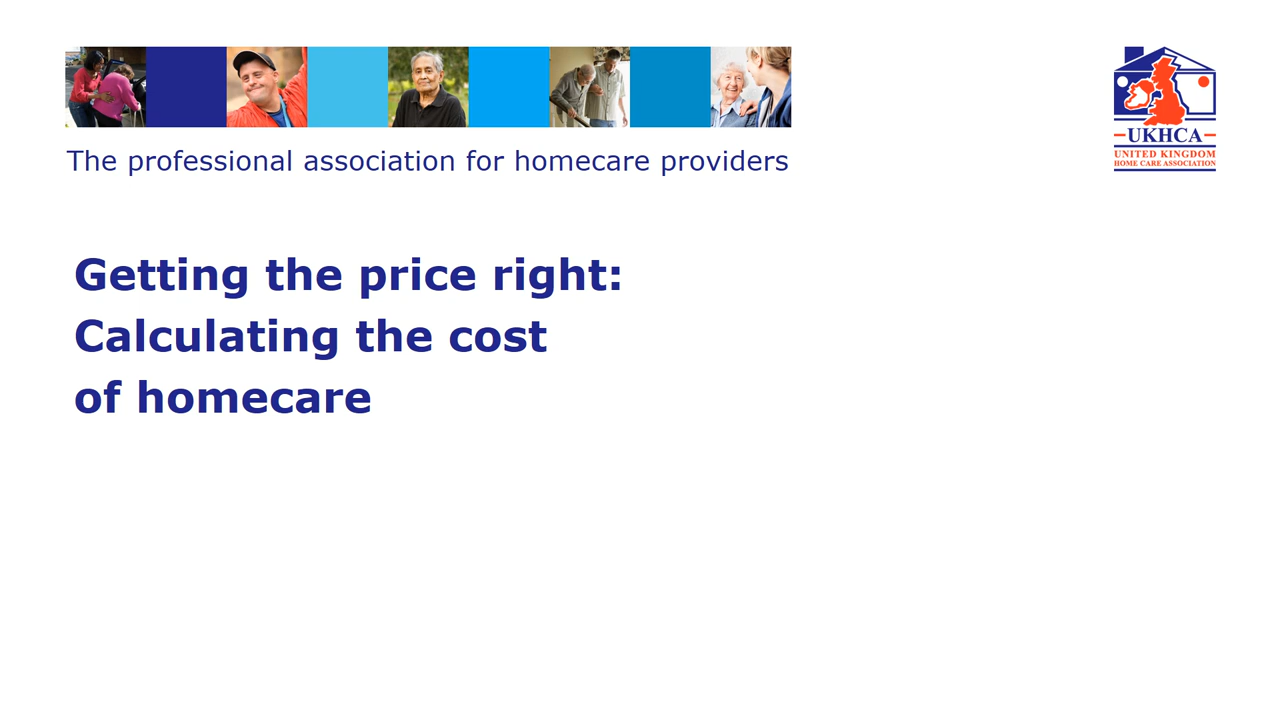 The professional association for homecare providers
UKHCA
UNITED KINGDOM
HOME CARE ASSOCIATION
Getting the price right:
Calculating the cost
of homecare